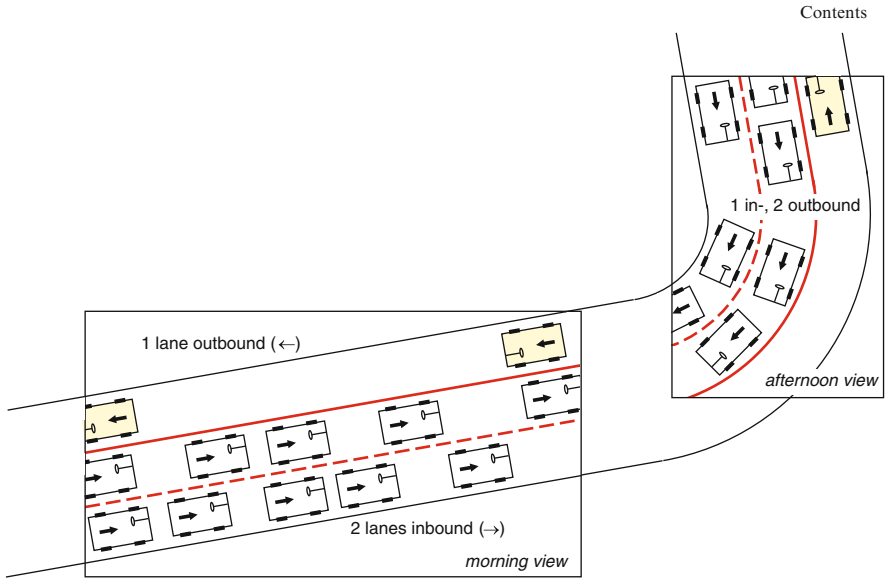 Contents
1 in-, 2 outbound
1 lane outbound (←)
afternoon view
2 lanes inbound (→)
morning view